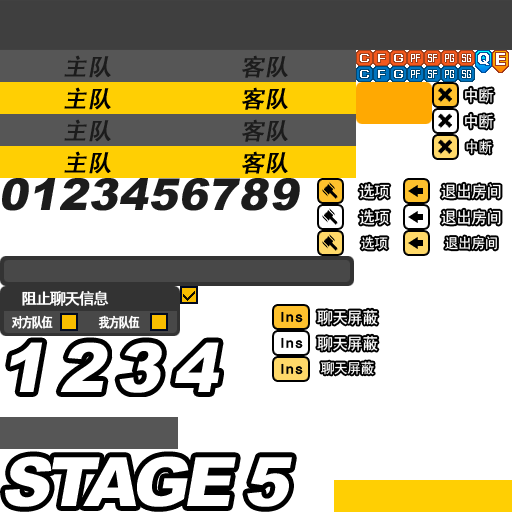 主队 客队
C F G PF SF PG SG Q E
C F G PF SF PG SG
主队 客队
中断
主队 客队
中断
主队 客队
中断
0123456789
选项 退出房间
选项 退出房间
选项 退出房间
阻止聊天信息
对方队伍 我方队伍
Ins 聊天屏蔽
Ins 聊天屏蔽
Ins 聊天屏蔽
1 2 3 4
STAGE 5